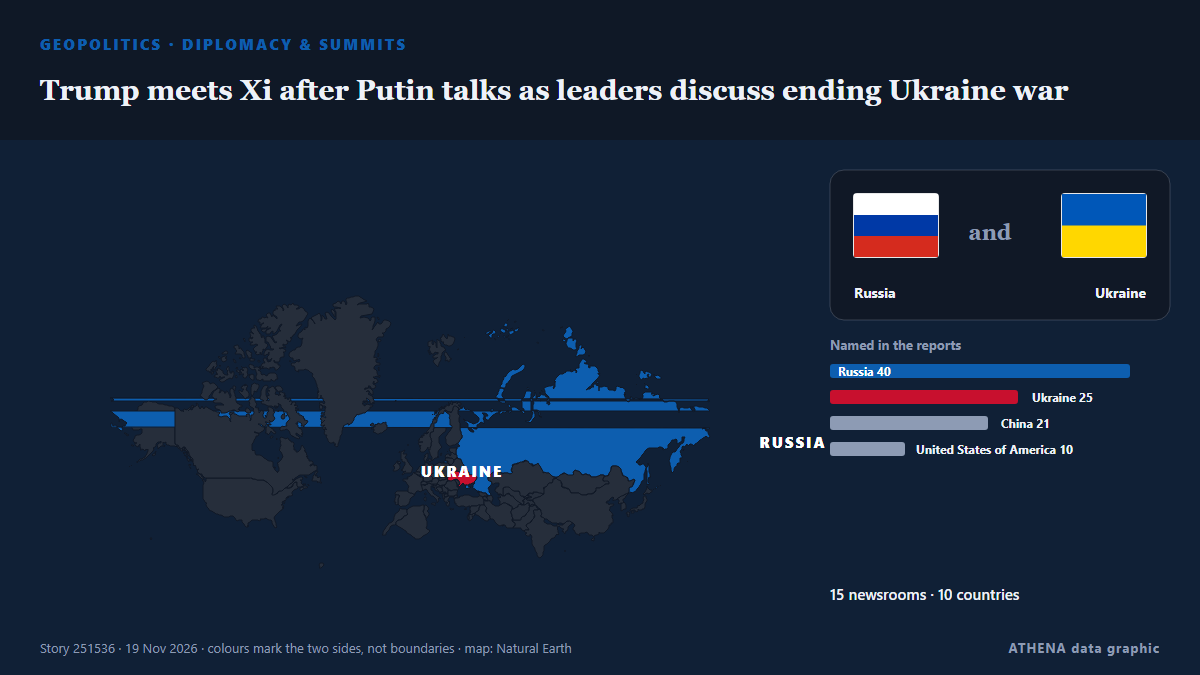 GEOPOLITICS · DIPLOMACY & SUMMITS
Trump meets Xi after Putin talks as leaders discuss ending Ukraine war
and
Russia
Ukraine
Named in the reports
Russia 40
Ukraine 25
China 21
United States of America 10
RUSSIA
UKRAINE
15 newsrooms · 10 countries
Story 251536 · 19 Nov 2026 · colours mark the two sides, not boundaries · map: Natural Earth
ATHENA data graphic